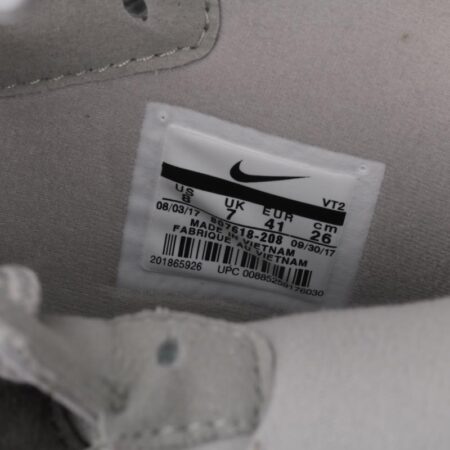 VT2
US UK EUR cm
8 7 41 26
08/03/17 09/30/17
MADE IN VIETNAM
FABRIQUE AU VIETNAM
201865926 UPC